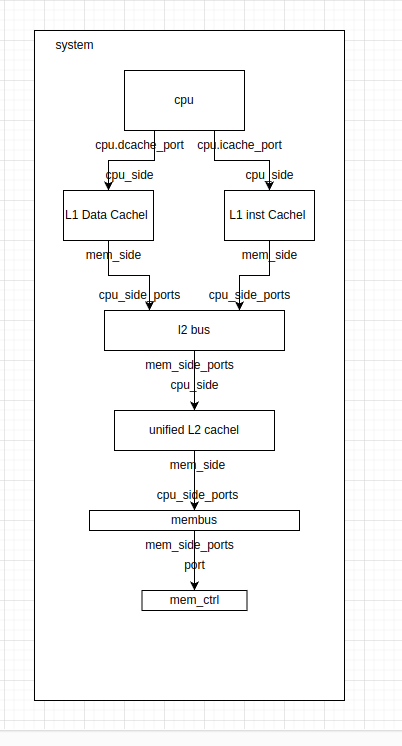 system
cpu
cpu.dcache_port cpu.icache_port
cpu_side cpu_side
L1 Data Cachel L1 inst Cachel
mem_side mem_side
cpu_side_ports cpu_side_ports
l2 bus
mem_side_ports
cpu_side
unified L2 cachel
mem_side
cpu_side_ports
membus
mem_side_ports
port
mem_ctrl